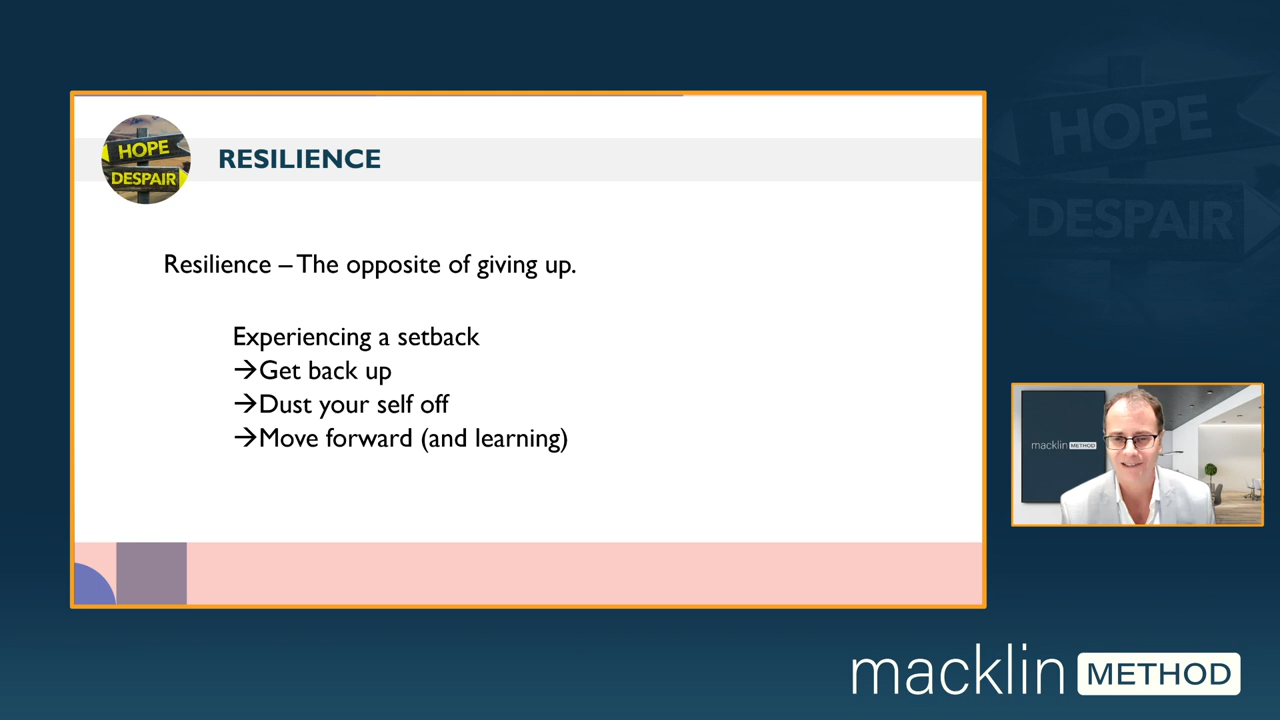 HOPE
DESPAIR
RESILIENCE
Resilience – The opposite of giving up.
Experiencing a setback
→Get back up
→Dust your self off
→Move forward (and learning)
HOPE
DESPAIR
macklin METHOD
macklin METHOD